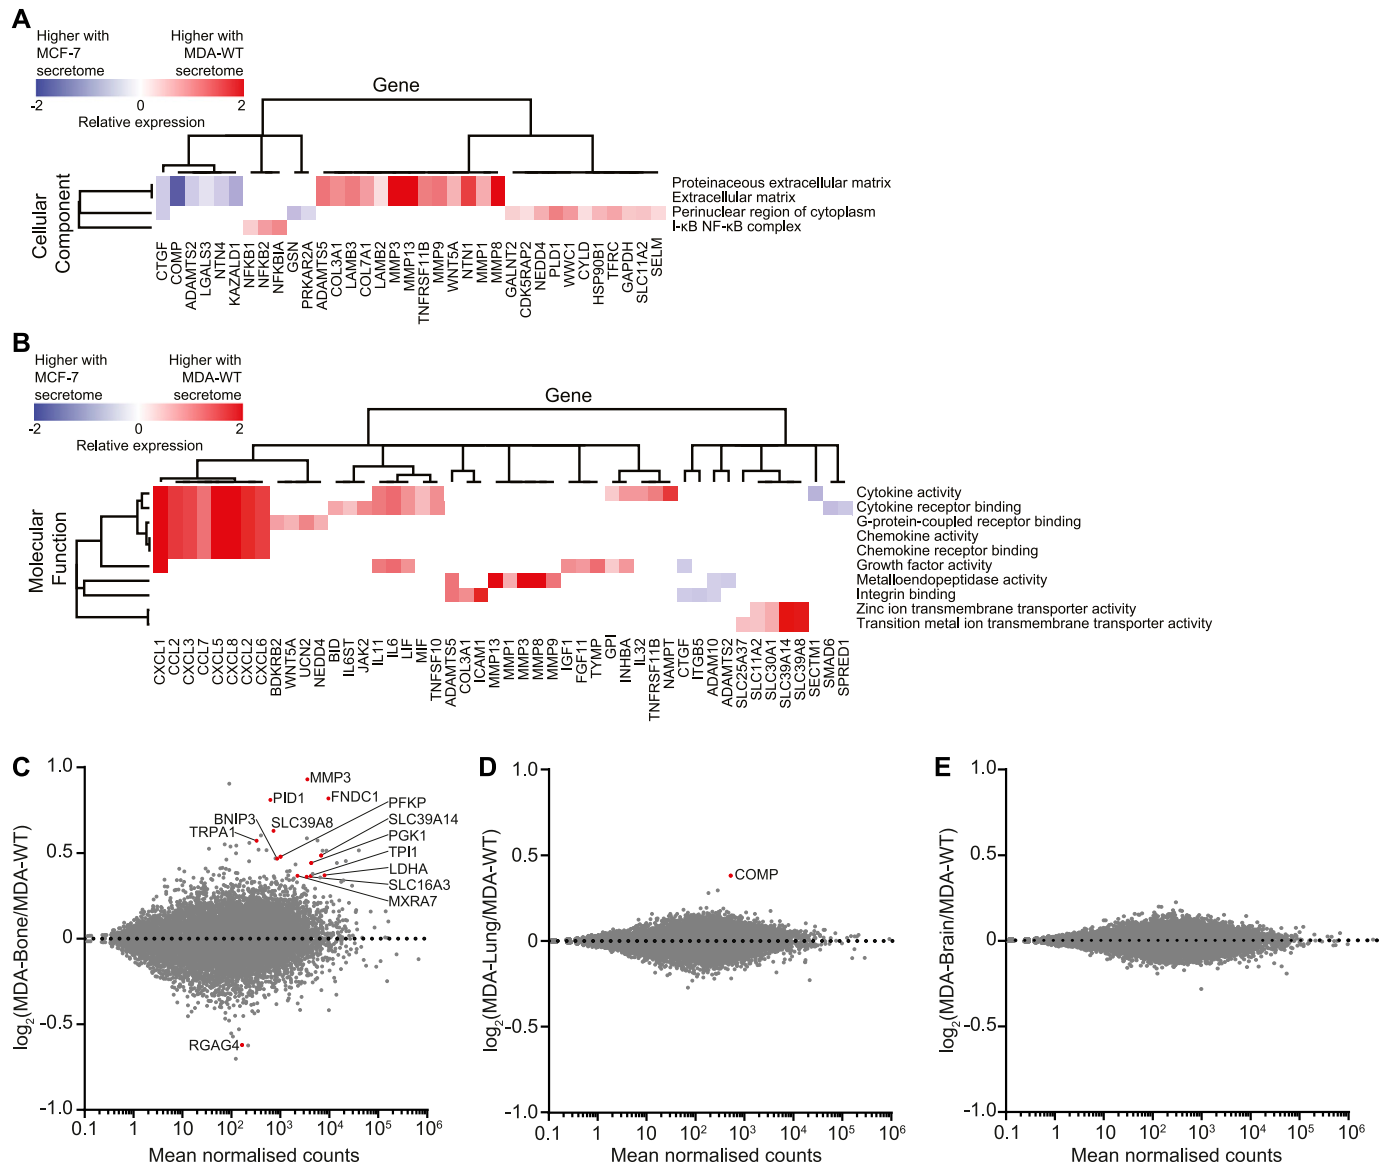 A
Higher with
MCF-7
secretome
Higher with
MDA-WT
secretome
-2
0
2
Relative expression
Gene
Cellular
Component
Proteinaceous extracellular matrix
Extracellular matrix
Perinuclear region of cytoplasm
I-κB NF-κB complex
CTGF
COMP
ADAMTS2
LGALS3
NTN4
KAZALD1
NFKB1
NFKB2
NFKBIA
GSN
PRKAR2A
ADAMTS5
COL3A1
LAMB3
COL7A1
LAMB2
MMP3
MMP13
TNFRSF11B
MMP9
WNT5A
NTN1
MMP1
MMP8
GALNT2
CDK5RAP2
NEDD4
PLD1
WWC1
CYLD
HSP90B1
TFRC
GAPDH
SLC11A2
SELM
B
Higher with
MCF-7
secretome
Higher with
MDA-WT
secretome
-2
0
2
Relative expression
Gene
Molecular
Function
Cytokine activity
Cytokine receptor binding
G-protein-coupled receptor binding
Chemokine activity
Chemokine receptor binding
Growth factor activity
Metalloendopeptidase activity
Integrin binding
Zinc ion transmembrane transporter activity
Transition metal ion transmembrane transporter activity
CXCL1
CCL2
CXCL3
CCL7
CXCL5
CXCL8
CXCL2
CXCL6
BDKRB2
WNT5A
UCN2
NEDD4
BID
IL6ST
JAK2
IL11
IL6
LIF
MIF
TNFSF10
ADAMTS5
COL3A1
ICAM1
MMP13
MMP1
MMP3
MMP8
MMP9
IGF1
FGF11
TYMP
GPI
INHBA
IL32
TNFRSF11B
NAMPT
CTGF
ITGB5
ADAM10
ADAMTS2
SLC25A37
SLC11A2
SLC30A1
SLC39A14
SLC39A8
SECTM1
SMAD6
SPRED1
C
log₂(MDA-Bone/MDA-WT)
1.0
0.5
0
-0.5
-1.0
MMP3
PID1
FNDC1
PFKP
BNIP3
SLC39A8
SLC39A14
TRPA1
PGK1
TPI1
LDHA
SLC16A3
MXRA7
RGAG4
0.1 1 10 10² 10³ 10⁴ 10⁵ 10⁶
Mean normalised counts
D
log₂(MDA-Lung/MDA-WT)
1.0
0.5
0
-0.5
-1.0
COMP
0.1 1 10 10² 10³ 10⁴ 10⁵ 10⁶
Mean normalised counts
E
log₂(MDA-Brain/MDA-WT)
1.0
0.5
0
-0.5
-1.0
0.1 1 10 10² 10³ 10⁴ 10⁵ 10⁶
Mean normalised counts